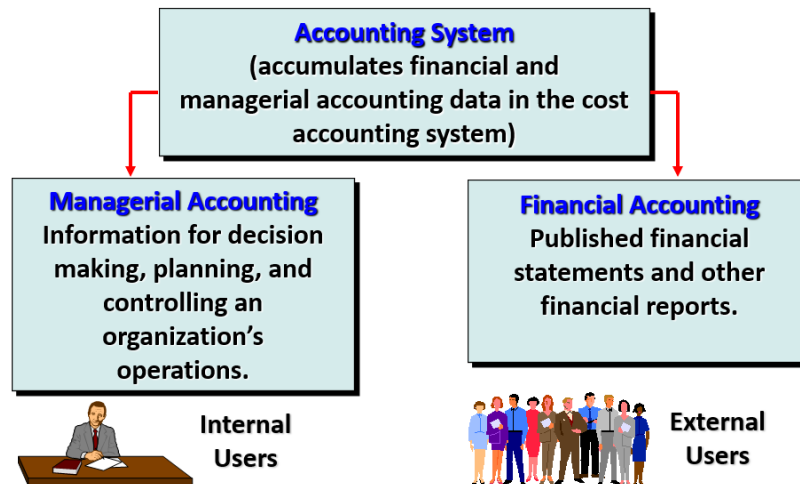 Accounting System
(accumulates financial and
managerial accounting data in the cost
accounting system)
Managerial Accounting
Information for decision
making, planning, and
controlling an
organization's
operations.
Financial Accounting
Published financial
statements and other
financial reports.
Internal
Users
External
Users